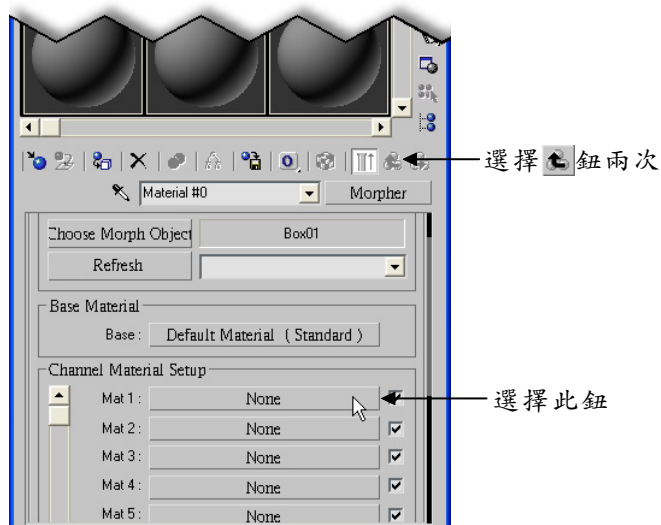 選擇 鈕兩次
Material #0
Morpher
Choose Morph Object
Box01
Refresh
Base Material
Base :
Default Material ( Standard )
Channel Material Setup
Mat 1 :
None
選擇此鈕
Mat 2 :
None
Mat 3 :
None
Mat 4 :
None
Mat 5 :
None